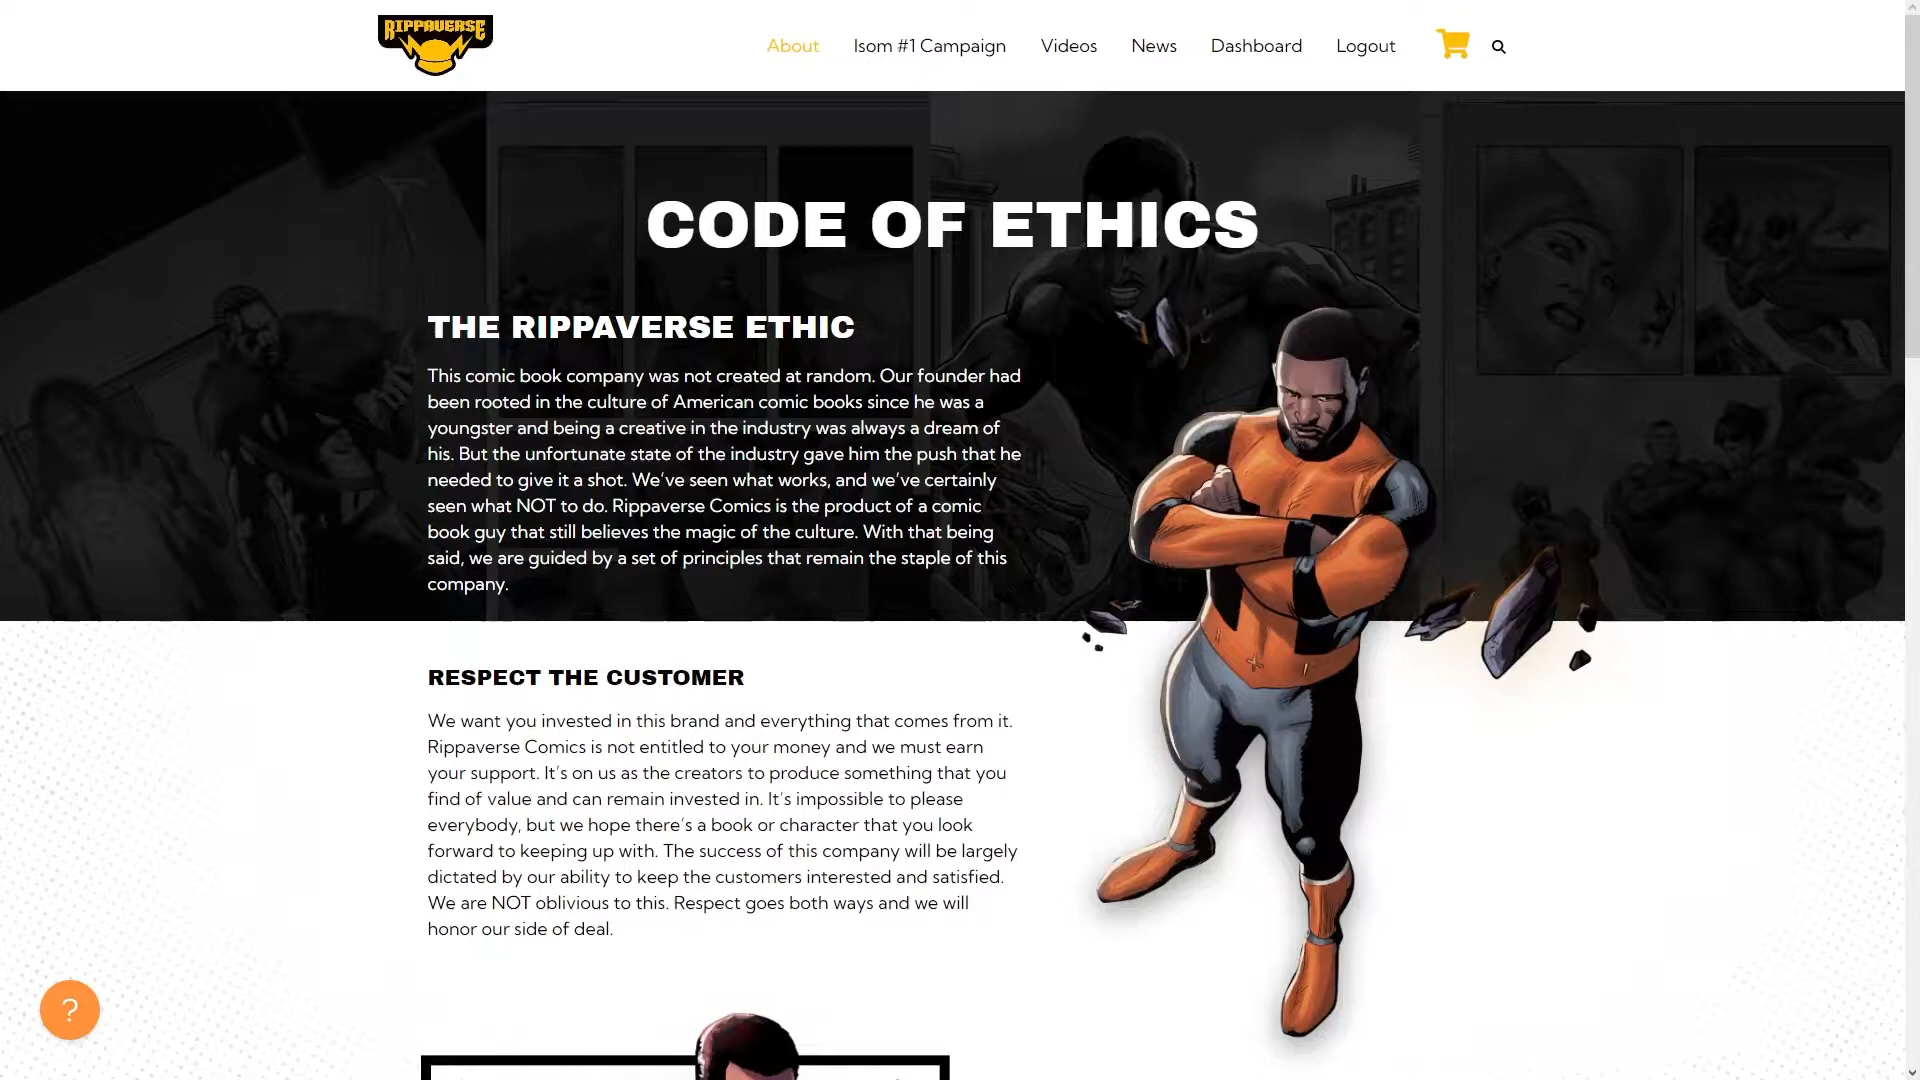 RIPPAVERSE
About
Isom #1 Campaign
Videos
News
Dashboard
Logout
CODE OF ETHICS
THE RIPPAVERSE ETHIC
This comic book company was not created at random. Our founder had
been rooted in the culture of American comic books since he was a
youngster and being a creative in the industry was always a dream of
his. But the unfortunate state of the industry gave him the push that he
needed to give it a shot. We’ve seen what works, and we’ve certainly
seen what NOT to do. Rippaverse Comics is the product of a comic
book guy that still believes the magic of the culture. With that being
said, we are guided by a set of principles that remain the staple of this
company.
RESPECT THE CUSTOMER
We want you invested in this brand and everything that comes from it.
Rippaverse Comics is not entitled to your money and we must earn
your support. It’s on us as the creators to produce something that you
find of value and can remain invested in. It’s impossible to please
everybody, but we hope there’s a book or character that you look
forward to keeping up with. The success of this company will be largely
dictated by our ability to keep the customers interested and satisfied.
We are NOT oblivious to this. Respect goes both ways and we will
honor our side of deal.
?